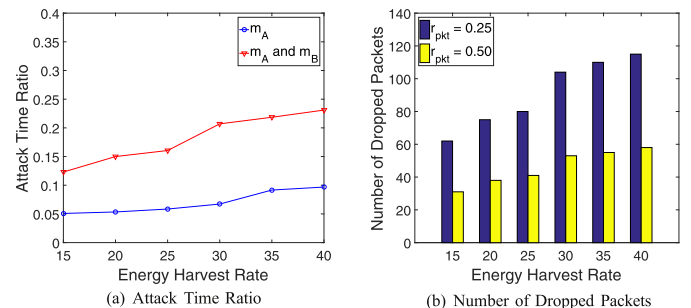 0.4
0.35
0.3
0.25
0.2
0.15
0.1
0.05
0
Attack Time Ratio
m_A
m_A and m_B
15 20 25 30 35 40
Energy Harvest Rate
(a) Attack Time Ratio
140
120
100
80
60
40
20
0
Number of Dropped Packets
r_pkt = 0.25
r_pkt = 0.50
15 20 25 30 35 40
Energy Harvest Rate
(b) Number of Dropped Packets